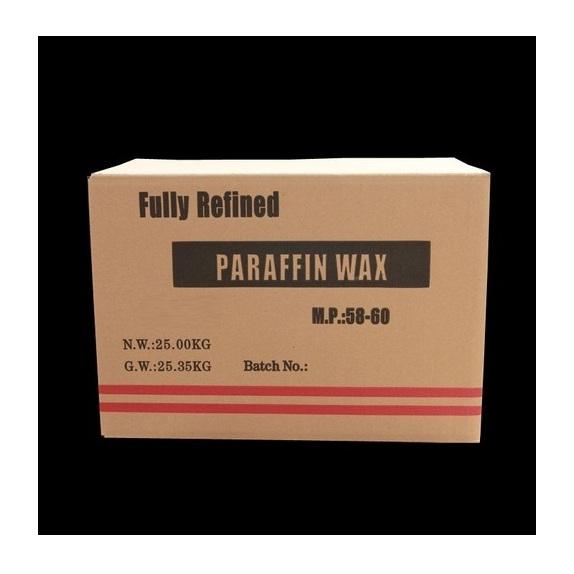 Fully Refined
PARAFFIN WAX
M.P.:58-60
N.W.:25.00KG
G.W.:25.35KG Batch No.: